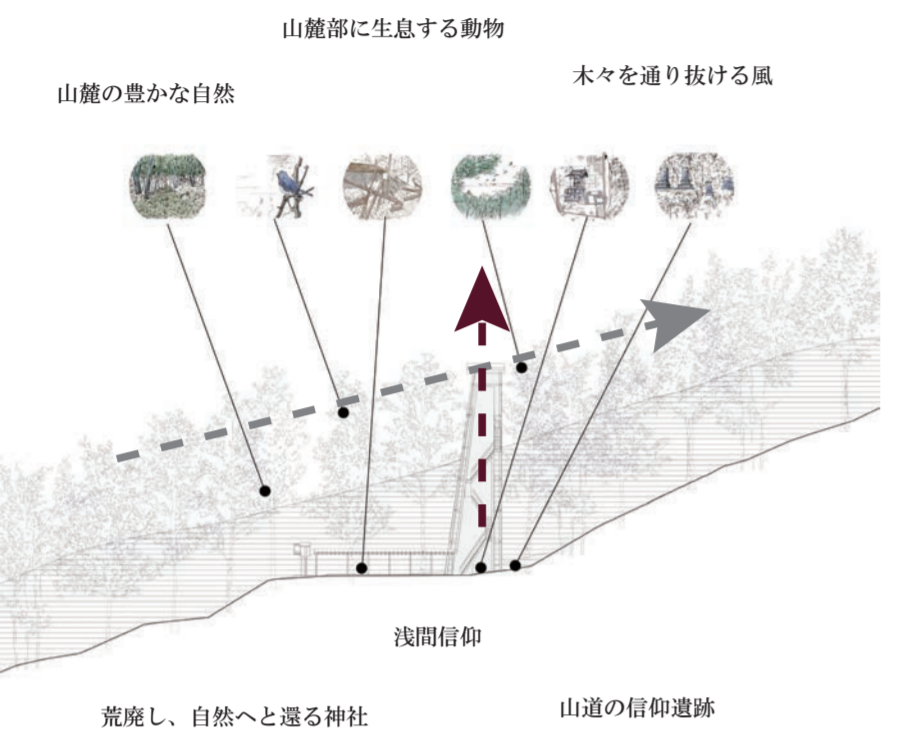 山麓部に生息する動物
木々を通り抜ける風
山麓の豊かな自然
浅間信仰
山道の信仰遺跡
荒廃し、自然へと還る神社